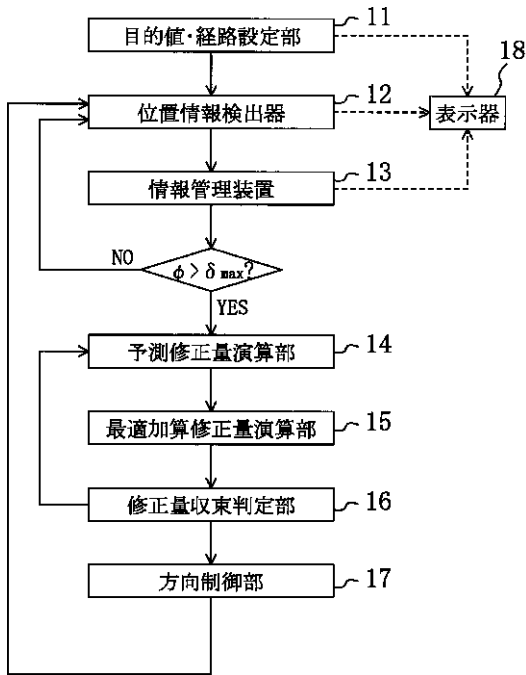 目的値・経路設定部
11
18
位置情報検出器
12
表示器
情報管理装置
13
NO
φ > δ max?
YES
予測修正量演算部
14
最適加算修正量演算部
15
修正量収束判定部
16
方向制御部
17